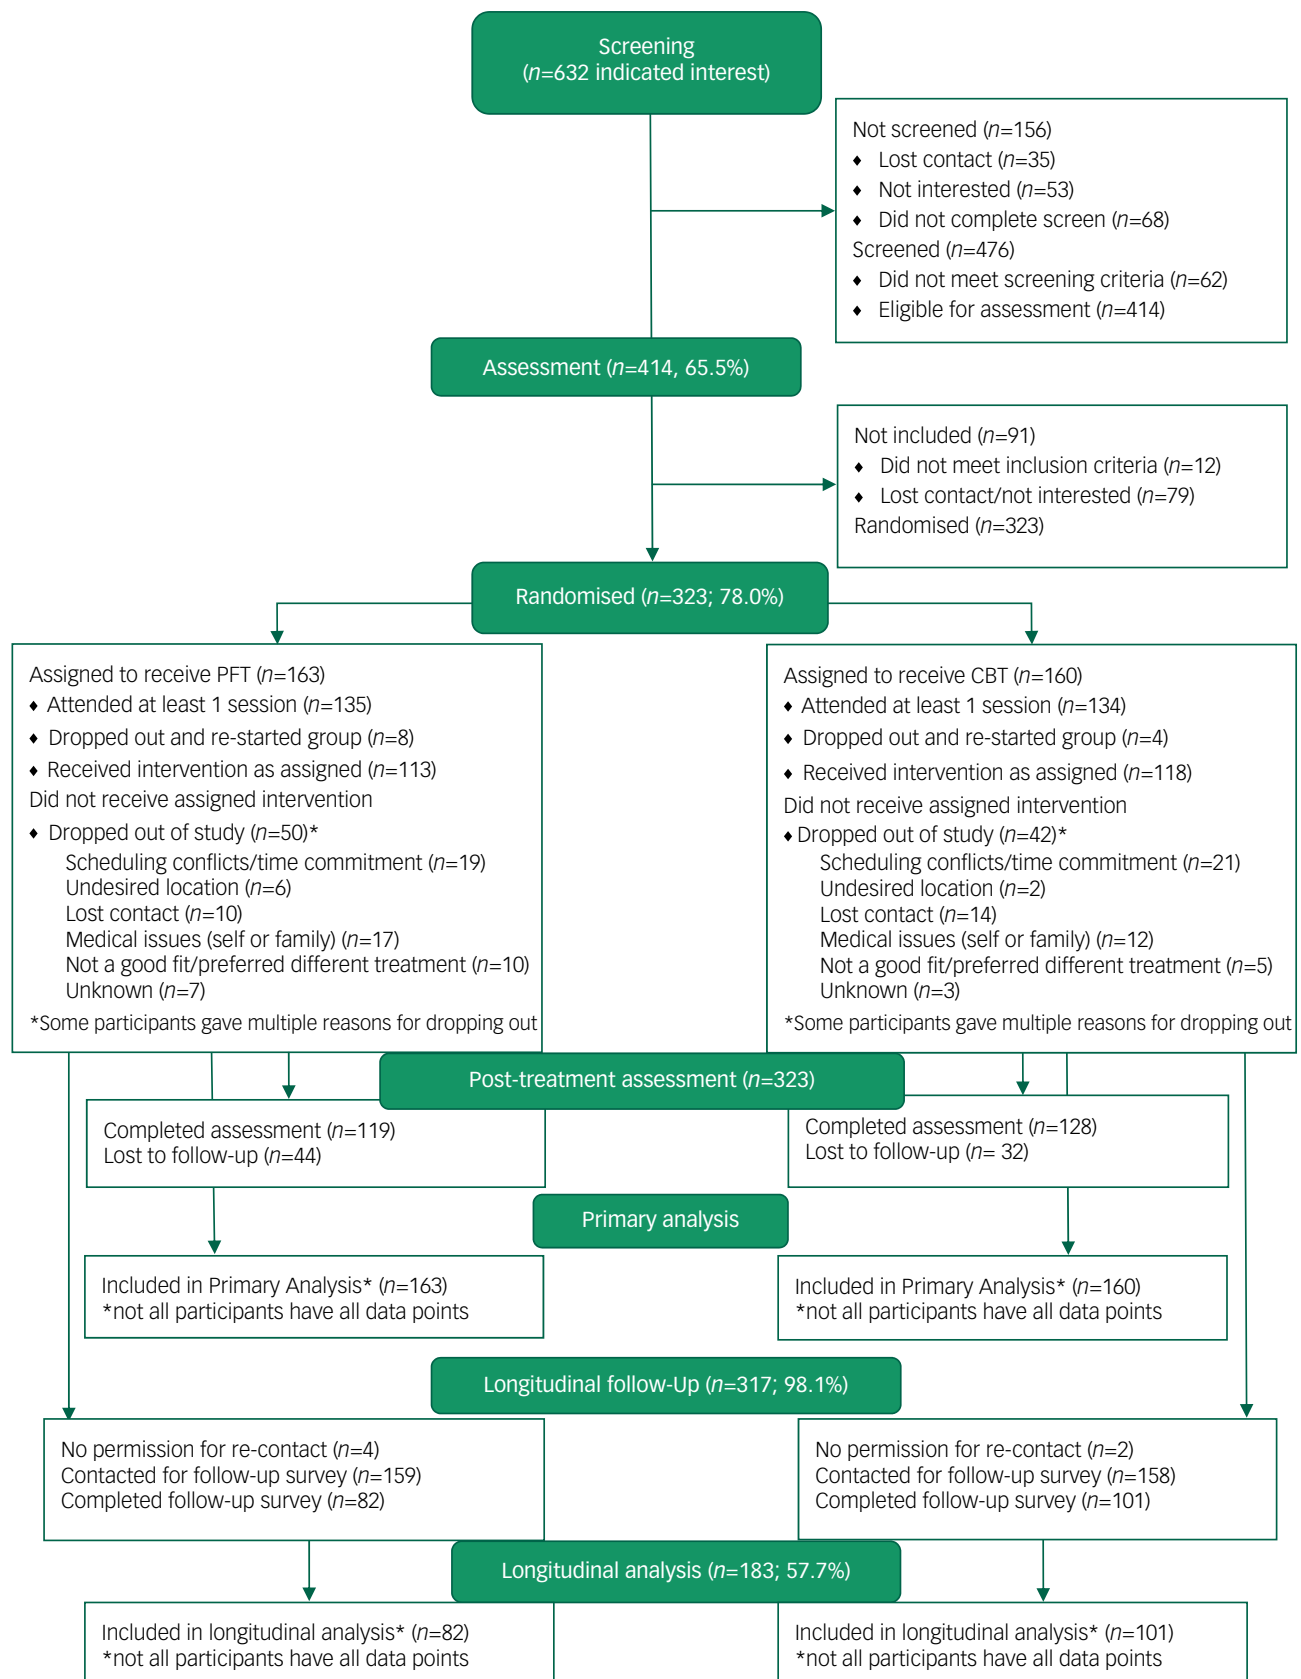 Screening
(n=632 indicated interest)
Not screened (n=156)
♦ Lost contact (n=35)
♦ Not interested (n=53)
♦ Did not complete screen (n=68)
Screened (n=476)
♦ Did not meet screening criteria (n=62)
♦ Eligible for assessment (n=414)
Assessment (n=414, 65.5%)
Not included (n=91)
♦ Did not meet inclusion criteria (n=12)
♦ Lost contact/not interested (n=79)
Randomised (n=323)
Randomised (n=323; 78.0%)
Assigned to receive PFT (n=163)
♦ Attended at least 1 session (n=135)
♦ Dropped out and re-started group (n=8)
♦ Received intervention as assigned (n=113)
Did not receive assigned intervention
♦ Dropped out of study (n=50)*
Scheduling conflicts/time commitment (n=19)
Undesired location (n=6)
Lost contact (n=10)
Medical issues (self or family) (n=17)
Not a good fit/preferred different treatment (n=10)
Unknown (n=7)
*Some participants gave multiple reasons for dropping out
Assigned to receive CBT (n=160)
♦ Attended at least 1 session (n=134)
♦ Dropped out and re-started group (n=4)
♦ Received intervention as assigned (n=118)
Did not receive assigned intervention
♦ Dropped out of study (n=42)*
Scheduling conflicts/time commitment (n=21)
Undesired location (n=2)
Lost contact (n=14)
Medical issues (self or family) (n=12)
Not a good fit/preferred different treatment (n=5)
Unknown (n=3)
*Some participants gave multiple reasons for dropping out
Post-treatment assessment (n=323)
Completed assessment (n=119)
Lost to follow-up (n=44)
Completed assessment (n=128)
Lost to follow-up (n= 32)
Primary analysis
Included in Primary Analysis* (n=163)
*not all participants have all data points
Included in Primary Analysis* (n=160)
*not all participants have all data points
Longitudinal follow-Up (n=317; 98.1%)
No permission for re-contact (n=4)
Contacted for follow-up survey (n=159)
Completed follow-up survey (n=82)
No permission for re-contact (n=2)
Contacted for follow-up survey (n=158)
Completed follow-up survey (n=101)
Longitudinal analysis (n=183; 57.7%)
Included in longitudinal analysis* (n=82)
*not all participants have all data points
Included in longitudinal analysis* (n=101)
*not all participants have all data points